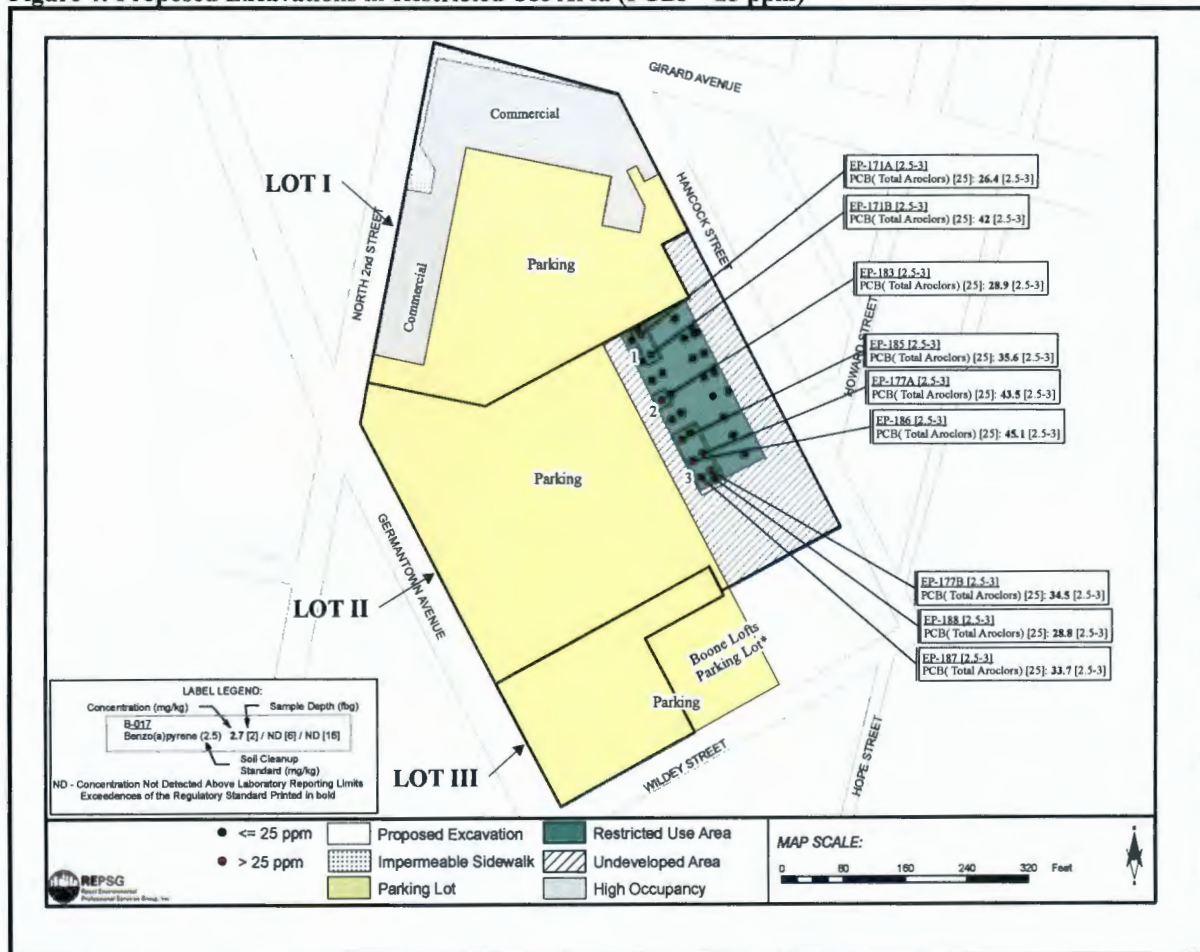 GIRARD AVENUE
Commercial
LOT I
NORTH 2nd STREET
HANCOCK STREET
EP-171A [2.5-3]
PCB( Total Aroclors) [25]: 26.4 [2.5-3]
EP-171B [2.5-3]
PCB( Total Aroclors) [25]: 42 [2.5-3]
Parking
Commercial
EP-183 [2.5-3]
PCB( Total Aroclors) [25]: 28.9 [2.5-3]
HOWARD STREET
1
EP-185 [2.5-3]
PCB( Total Aroclors) [25]: 35.6 [2.5-3]
EP-177A [2.5-3]
PCB( Total Aroclors) [25]: 43.5 [2.5-3]
2
EP-186 [2.5-3]
PCB( Total Aroclors) [25]: 45.1 [2.5-3]
Parking
3
GERMANTOWN AVENUE
EP-177B [2.5-3]
PCB( Total Aroclors) [25]: 34.5 [2.5-3]
LOT II
EP-188 [2.5-3]
PCB( Total Aroclors) [25]: 28.8 [2.5-3]
Boone Lofts
Parking Lot*
EP-187 [2.5-3]
PCB( Total Aroclors) [25]: 33.7 [2.5-3]
Parking
LABEL LEGEND:
Concentration (mg/kg)
Sample Depth (fbg)
B-017
Benzo(a)pyrene (2.5) 2.7 [2] / ND [6] / ND [16]
Soil Cleanup
Standard (mg/kg)
ND - Concentration Not Detected Above Laboratory Reporting Limits
Exceedences of the Regulatory Standard Printed in bold
LOT III
WILDEY STREET
HOPE STREET
<= 25 ppm
Proposed Excavation
Restricted Use Area
> 25 ppm
Impermeable Sidewalk
Undeveloped Area
Parking Lot
High Occupancy
MAP SCALE:
0 80 160 240 320 Feet
REPSG